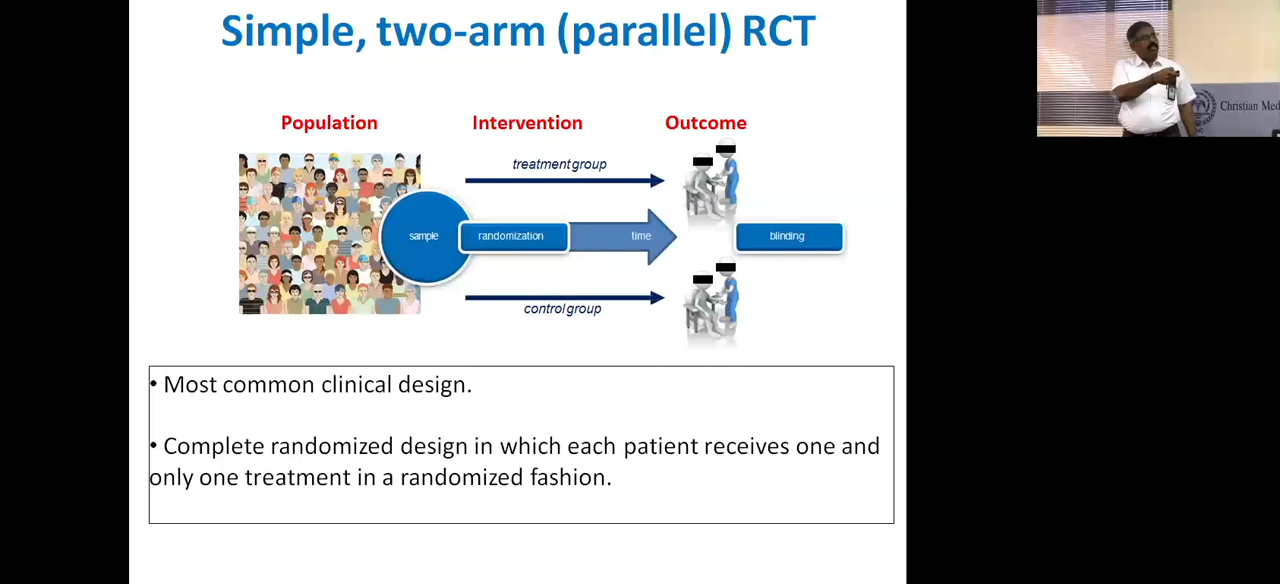 Simple, two-arm (parallel) RCT
Population
Intervention
Outcome
treatment group
sample
randomization
time
blinding
control group
• Most common clinical design.
• Complete randomized design in which each patient receives one and
only one treatment in a randomized fashion.
Christian Med